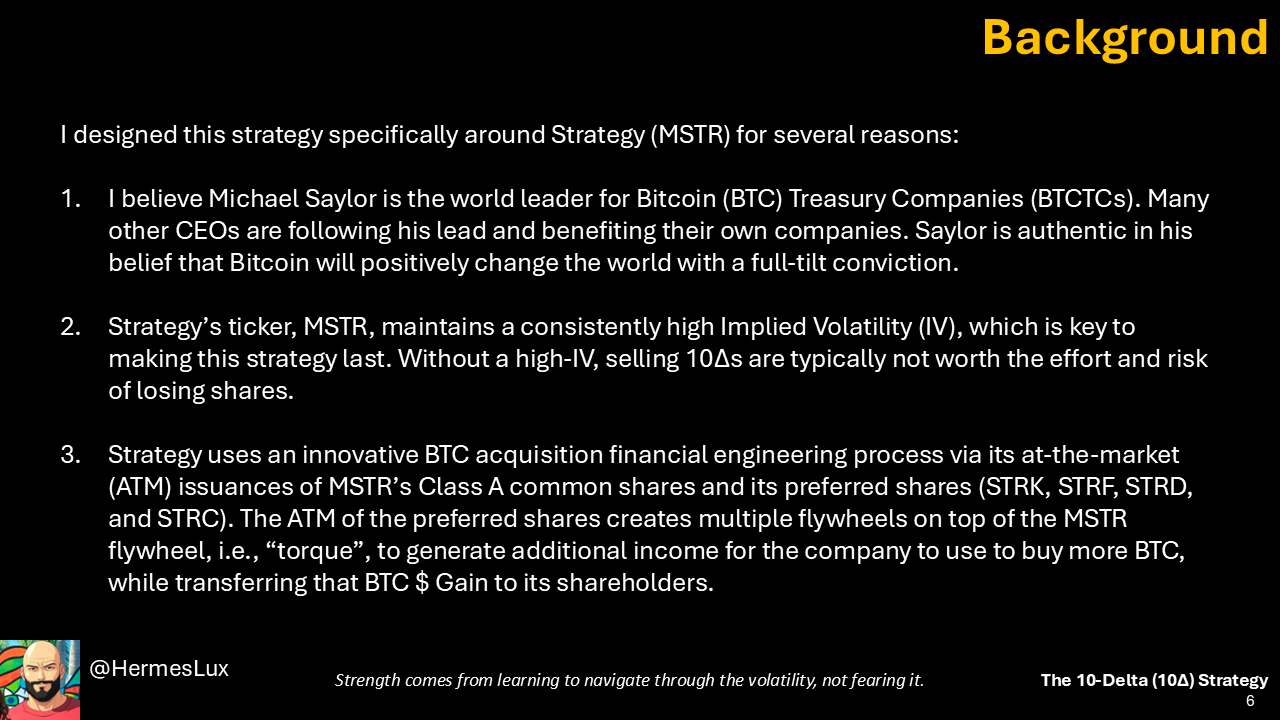 Background
I designed this strategy specifically around Strategy (MSTR) for several reasons:
1. I believe Michael Saylor is the world leader for Bitcoin (BTC) Treasury Companies (BTCTCs). Many
other CEOs are following his lead and benefiting their own companies. Saylor is authentic in his
belief that Bitcoin will positively change the world with a full-tilt conviction.
2. Strategy’s ticker, MSTR, maintains a consistently high Implied Volatility (IV), which is key to
making this strategy last. Without a high-IV, selling 10Δs are typically not worth the effort and risk
of losing shares.
3. Strategy uses an innovative BTC acquisition financial engineering process via its at-the-market
(ATM) issuances of MSTR’s Class A common shares and its preferred shares (STRK, STRF, STRD,
and STRC). The ATM of the preferred shares creates multiple flywheels on top of the MSTR
flywheel, i.e., “torque”, to generate additional income for the company to use to buy more BTC,
while transferring that BTC $ Gain to its shareholders.
@HermesLux
Strength comes from learning to navigate through the volatility, not fearing it.
The 10-Delta (10Δ) Strategy
6